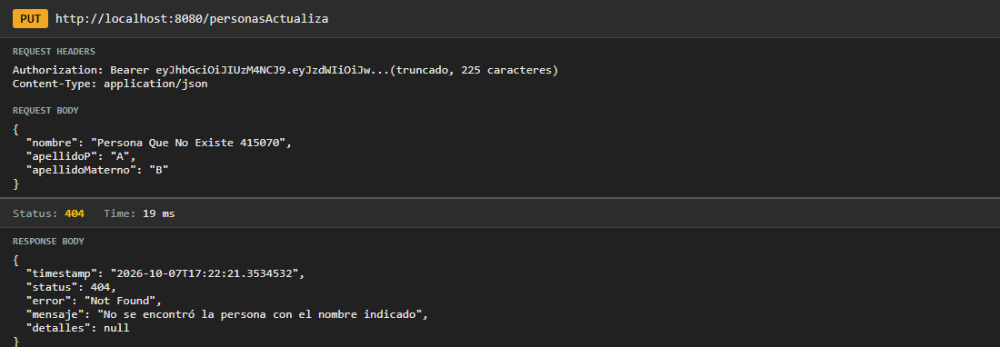 PUT http://localhost:8080/personasActualiza
REQUEST HEADERS
Authorization: Bearer eyJhbGciOiJIUzM4NCJ9.eyJzdWIiOiJw...(truncado, 225 caracteres)
Content-Type: application/json
REQUEST BODY
{
  "nombre": "Persona Que No Existe 415070",
  "apellidoP": "A",
  "apellidoMaterno": "B"
}
Status: 404 Time: 19 ms
RESPONSE BODY
{
  "timestamp": "2026-10-07T17:22:21.3534532",
  "status": 404,
  "error": "Not Found",
  "mensaje": "No se encontró la persona con el nombre indicado",
  "detalles": null
}